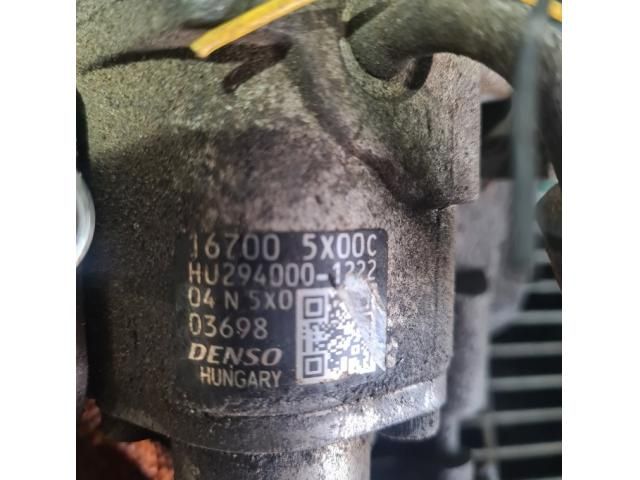 16700 5X00C
HU294000-1222
04 N 5X0
03698
DENSO
HUNGARY